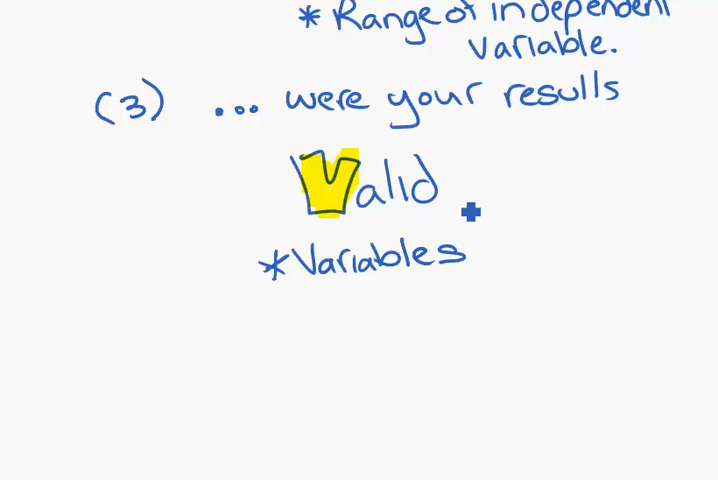 * Range of independent
variable.
(3) ... were your results
Valid
*Variables